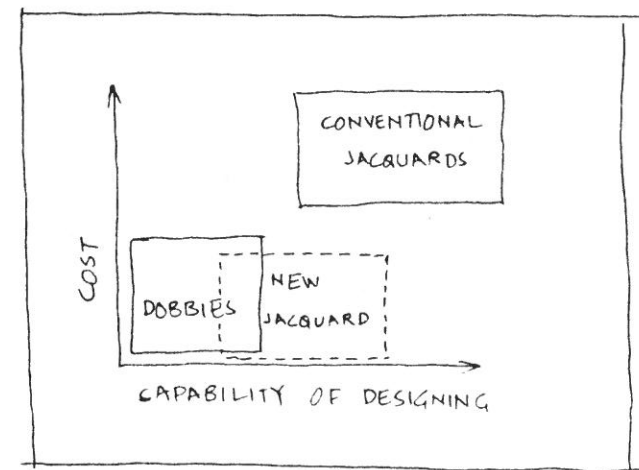 CONVENTIONAL
JACQUARDS
COST
DOBBIES
NEW
JACQUARD
CAPABILITY OF DESIGNING